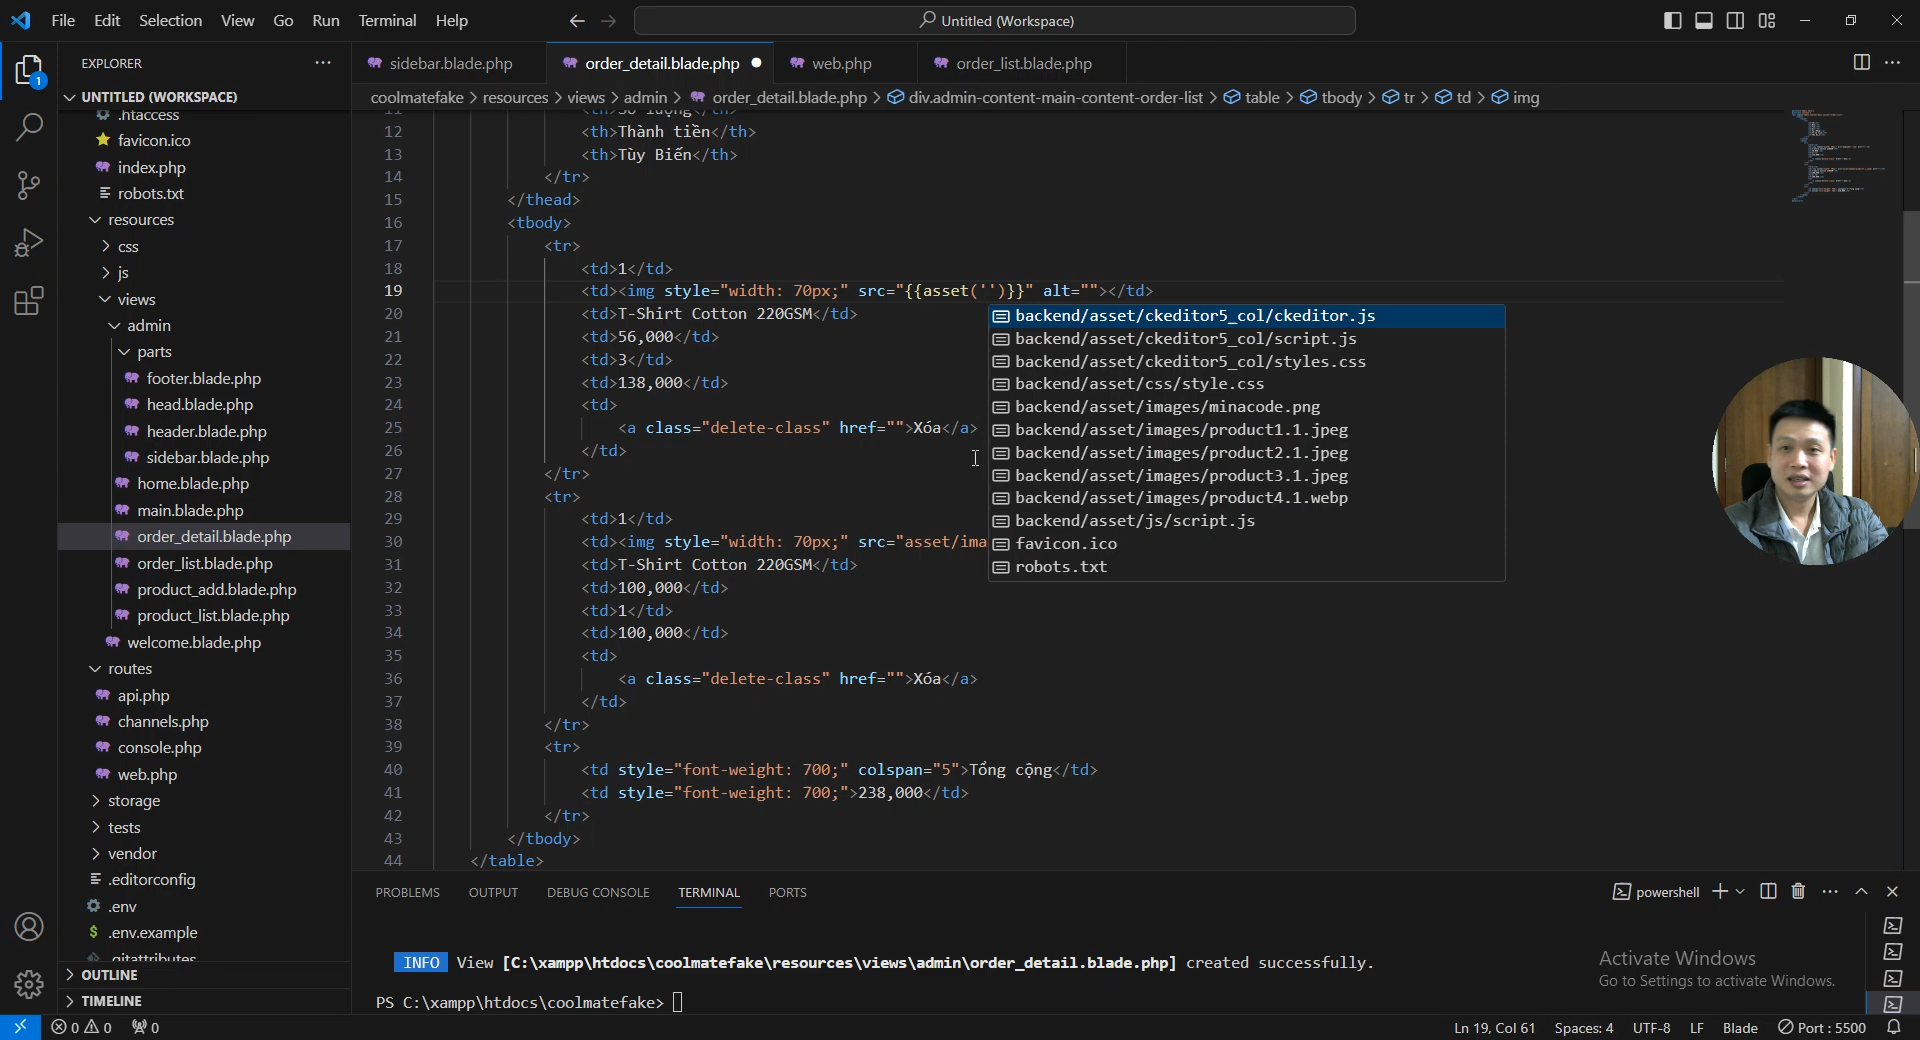 File Edit Selection View Go Run Terminal Help
Untitled (Workspace)
EXPLORER
sidebar.blade.php
order_detail.blade.php
web.php
order_list.blade.php
UNTITLED (WORKSPACE)
coolmatefake > resources > views > admin > order_detail.blade.php > div.admin-content-main-content-order-list > table > tbody > tr > td > img
.htaccess
favicon.ico
index.php
robots.txt
resources
css
js
views
admin
parts
footer.blade.php
head.blade.php
header.blade.php
sidebar.blade.php
home.blade.php
main.blade.php
order_detail.blade.php
order_list.blade.php
product_add.blade.php
product_list.blade.php
welcome.blade.php
routes
api.php
channels.php
console.php
web.php
storage
tests
vendor
.editorconfig
.env
.env.example
.gitattributes
OUTLINE
TIMELINE
11 <th>Số lượng</th>
12 <th>Thành tiền</th>
13 <th>Tùy Biến</th>
14 </tr>
15 </thead>
16 <tbody>
17 <tr>
18 <td>1</td>
19 <td><img style="width: 70px;" src="{{asset('')}}" alt=""></td>
20 <td>T-Shirt Cotton 220GSM</td>
21 <td>56,000</td>
22 <td>3</td>
23 <td>138,000</td>
24 <td>
25 <a class="delete-class" href="">Xóa</a>
26 </td>
27 </tr>
28 <tr>
29 <td>1</td>
30 <td><img style="width: 70px;" src="asset/ima
31 <td>T-Shirt Cotton 220GSM</td>
32 <td>100,000</td>
33 <td>1</td>
34 <td>100,000</td>
35 <td>
36 <a class="delete-class" href="">Xóa</a>
37 </td>
38 </tr>
39 <tr>
40 <td style="font-weight: 700;" colspan="5">Tổng cộng</td>
41 <td style="font-weight: 700;">238,000</td>
42 </tr>
43 </tbody>
44 </table>
backend/asset/ckeditor5_col/ckeditor.js
backend/asset/ckeditor5_col/script.js
backend/asset/ckeditor5_col/styles.css
backend/asset/css/style.css
backend/asset/images/minacode.png
backend/asset/images/product1.1.jpeg
backend/asset/images/product2.1.jpeg
backend/asset/images/product3.1.jpeg
backend/asset/images/product4.1.webp
backend/asset/js/script.js
favicon.ico
robots.txt
PROBLEMS OUTPUT DEBUG CONSOLE TERMINAL PORTS
powershell
INFO View [C:\xampp\htdocs\coolmatefake\resources\views\admin\order_detail.blade.php] created successfully.
PS C:\xampp\htdocs\coolmatefake>
Activate Windows
Go to Settings to activate Windows.
0 0 0
Ln 19, Col 61 Spaces: 4 UTF-8 LF Blade Port : 5500
1